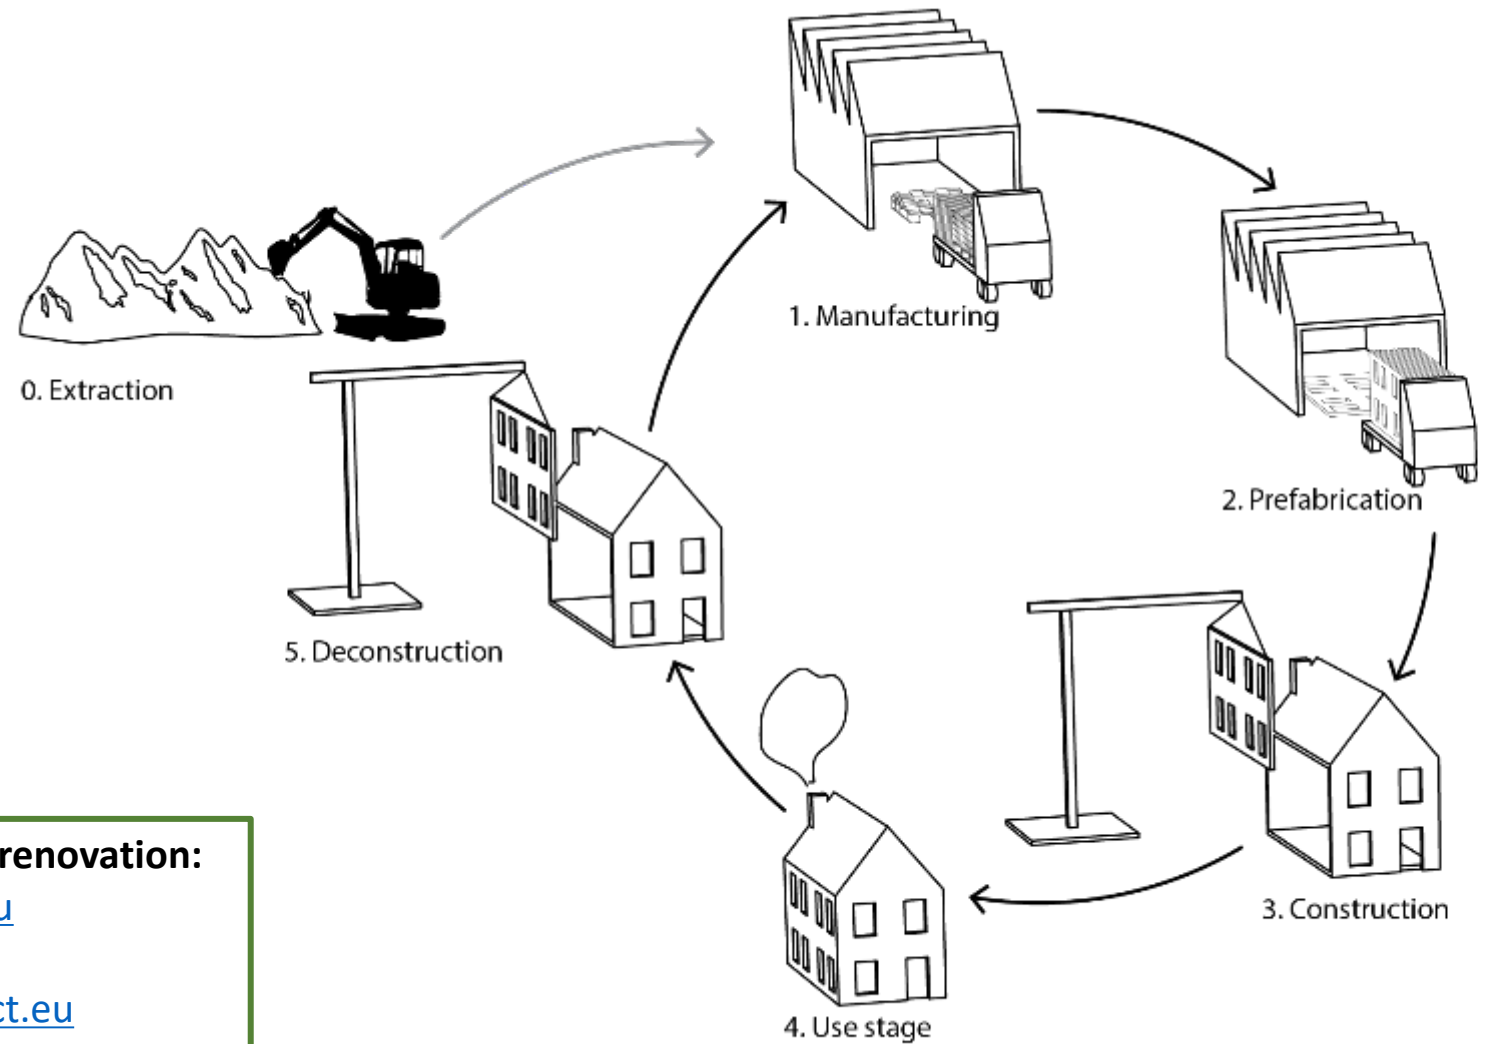 0. Extraction
1. Manufacturing
2. Prefabrication
3. Construction
4. Use stage
5. Deconstruction
renovation:
u
ct.eu